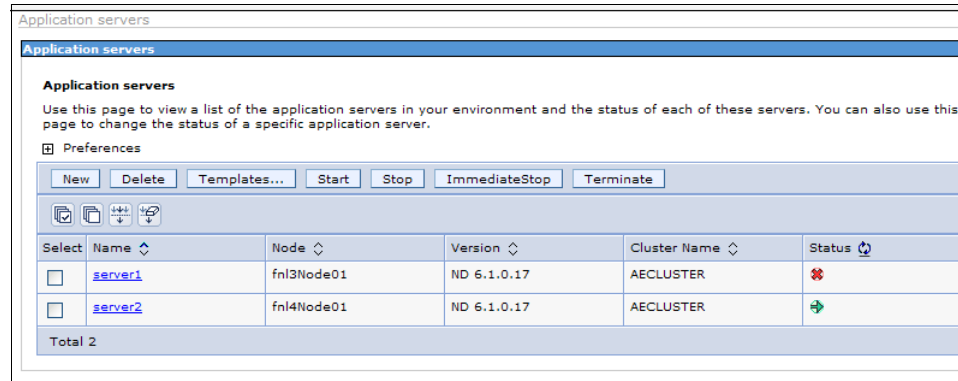 Application servers
Application servers
Application servers
Use this page to view a list of the application servers in your environment and the status of each of these servers. You can also use this
page to change the status of a specific application server.
Preferences
New Delete Templates... Start Stop ImmediateStop Terminate
Select Name Node Version Cluster Name Status
server1 fnl3Node01 ND 6.1.0.17 AECLUSTER
server2 fnl4Node01 ND 6.1.0.17 AECLUSTER
Total 2